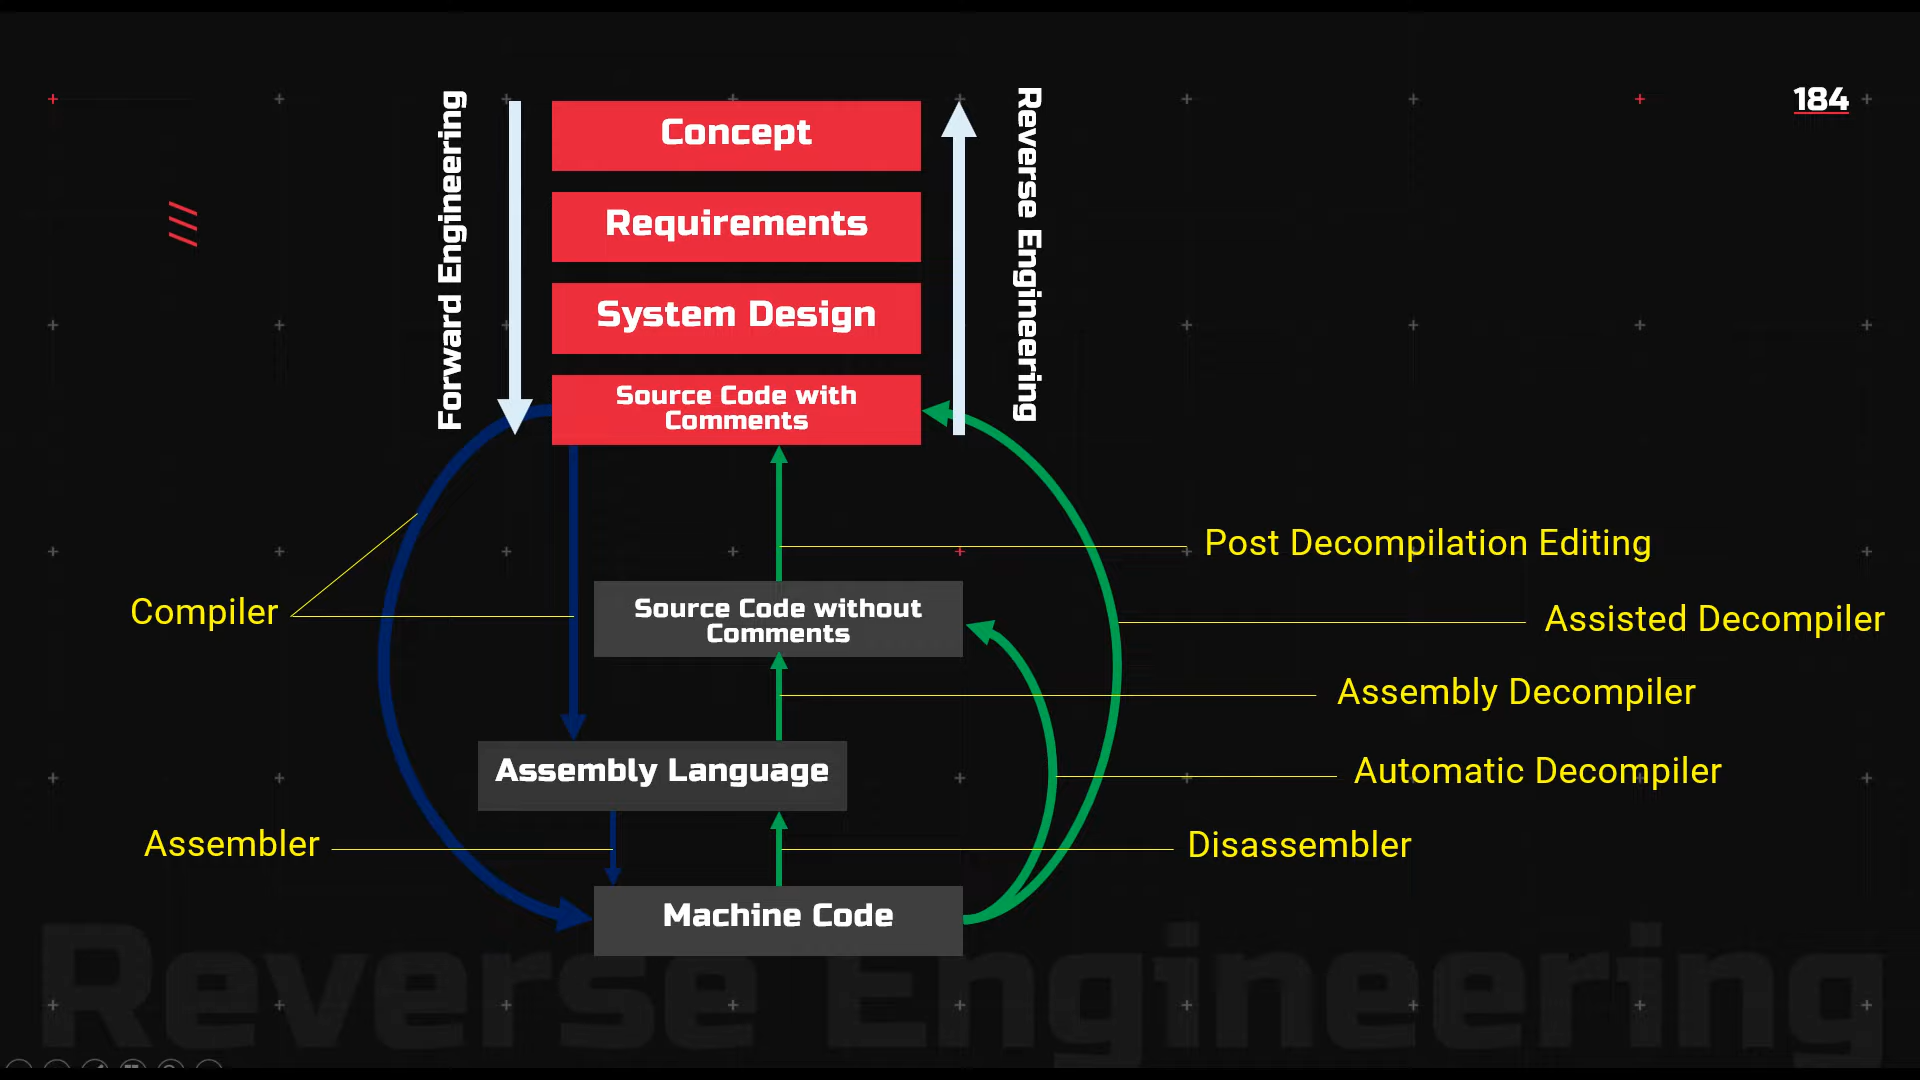 184
Forward Engineering
Reverse Engineering
Concept
Requirements
System Design
Source Code with
Comments
Post Decompilation Editing
Compiler
Source Code without
Comments
Assisted Decompiler
Assembly Decompiler
Assembly Language
Automatic Decompiler
Assembler
Disassembler
Machine Code
Reverse Engineering